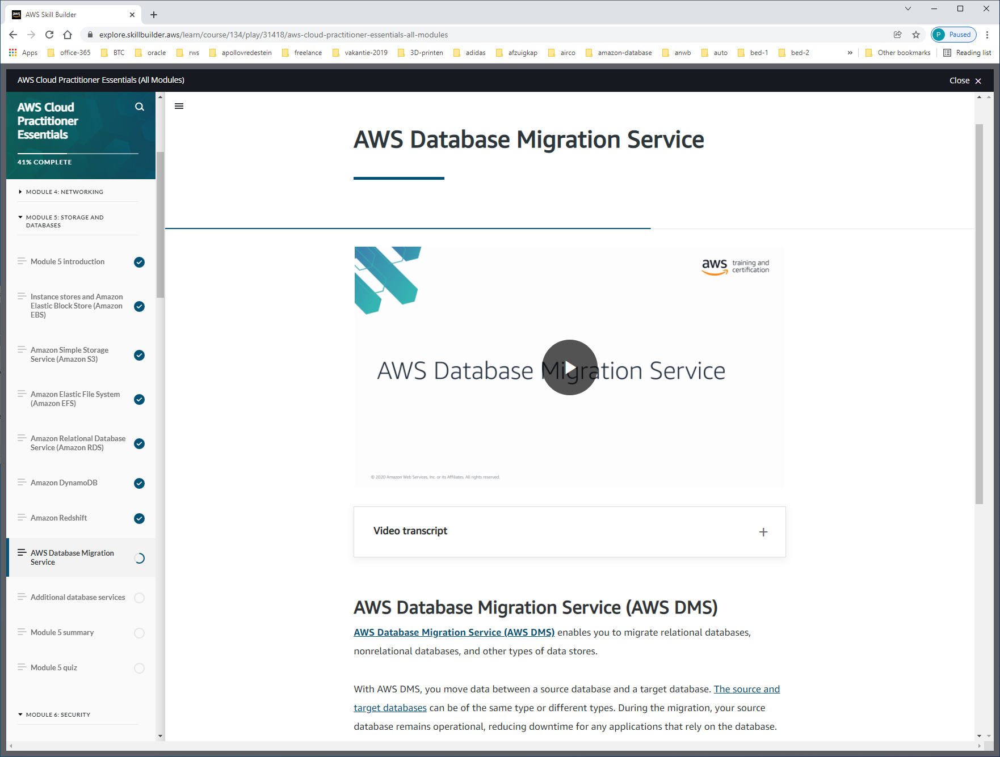 AWS Skill Builder
explore.skillbuilder.aws/learn/course/134/play/31418/aws-cloud-practitioner-essentials-all-modules
P Paused
Apps office-365 BTC oracle rws apollovredestein freelance vakantie-2019 3D-printen adidas afzuigkap airco amazon-database anwb auto bed-1 bed-2 » Other bookmarks Reading list
AWS Cloud Practitioner Essentials (All Modules)
Close
AWS Cloud
Practitioner
Essentials
41% COMPLETE
MODULE 4: NETWORKING
MODULE 5: STORAGE AND
DATABASES
Module 5 introduction
Instance stores and Amazon
Elastic Block Store (Amazon
EBS)
Amazon Simple Storage
Service (Amazon S3)
Amazon Elastic File System
(Amazon EFS)
Amazon Relational Database
Service (Amazon RDS)
Amazon DynamoDB
Amazon Redshift
AWS Database Migration
Service
Additional database services
Module 5 summary
Module 5 quiz
MODULE 6: SECURITY
AWS Database Migration Service
aws training and
certification
AWS Database Migration Service
© 2020 Amazon Web Services, Inc. or its Affiliates. All rights reserved.
Video transcript
AWS Database Migration Service (AWS DMS)
AWS Database Migration Service (AWS DMS) enables you to migrate relational databases,
nonrelational databases, and other types of data stores.
With AWS DMS, you move data between a source database and a target database. The source and
target databases can be of the same type or different types. During the migration, your source
database remains operational, reducing downtime for any applications that rely on the database.